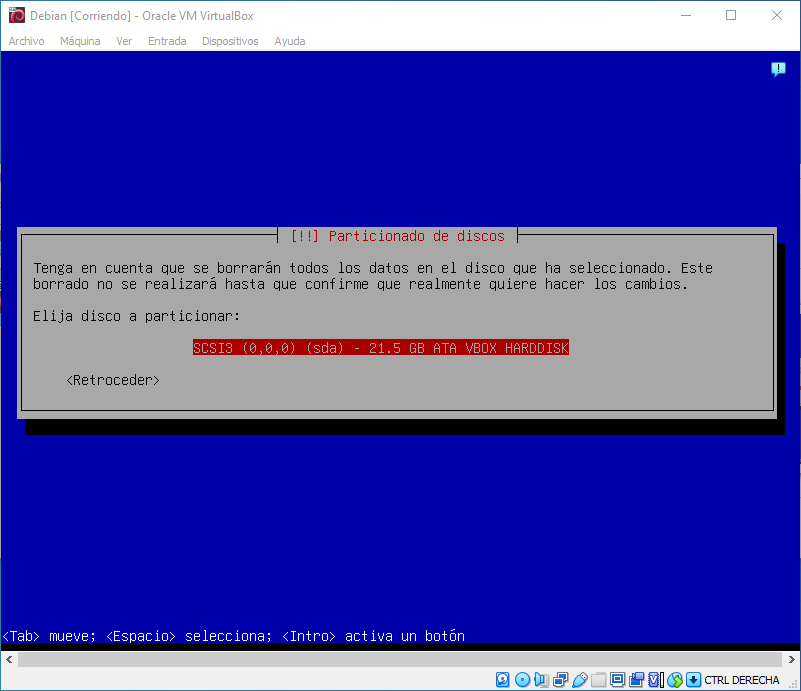 Debian [Corriendo] - Oracle VM VirtualBox
Archivo Máquina Ver Entrada Dispositivos Ayuda
[!!] Particionado de discos
Tenga en cuenta que se borrarán todos los datos en el disco que ha seleccionado. Este
borrado no se realizará hasta que confirme que realmente quiere hacer los cambios.
Elija disco a particionar:
SCSI3 (0,0,0) (sda) - 21.5 GB ATA VBOX HARDDISK
<Retroceder>
<Tab> mueve; <Espacio> selecciona; <Intro> activa un botón
CTRL DERECHA